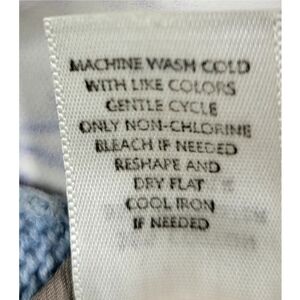 MACHINE WASH COLD
WITH LIKE COLORS
GENTLE CYCLE
ONLY NON-CHLORINE
BLEACH IF NEEDED
RESHAPE AND
DRY FLAT
COOL IRON
IF NEEDED